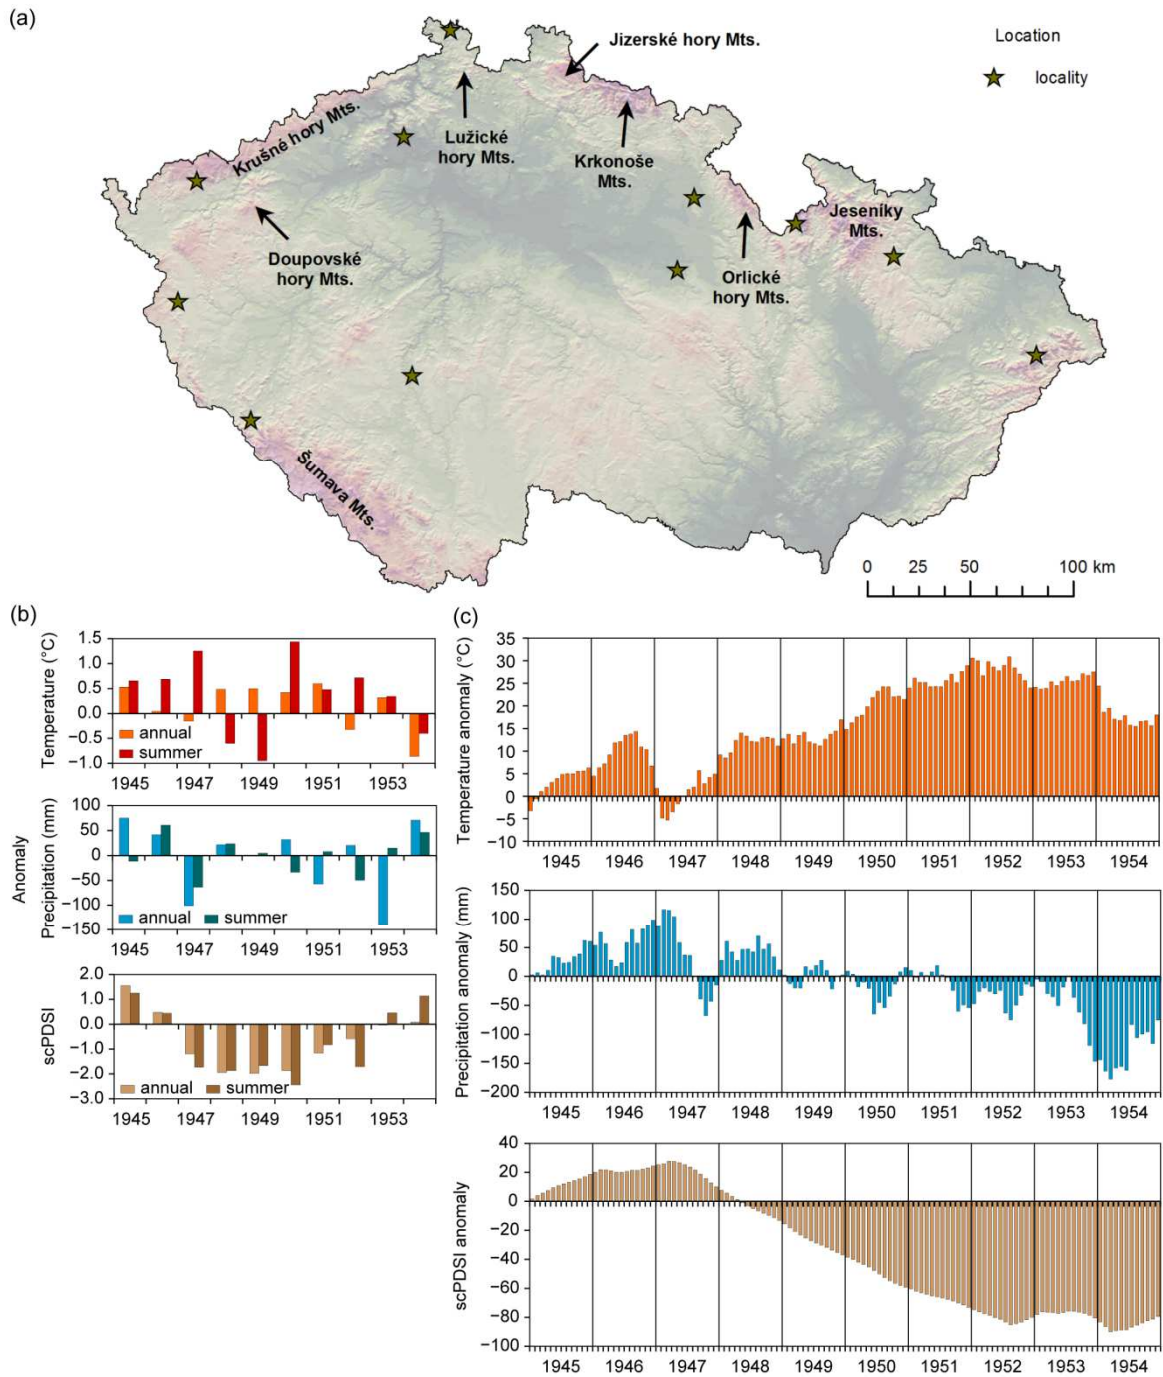 (a)
Jizerské hory Mts.
Location
locality
Krušné hory Mts.
Lužické
hory Mts.
Krkonoše
Mts.
Jeseníky
Mts.
Doupovské
hory Mts.
Orlické
hory Mts.
Šumava Mts.
0 25 50 100 km
(b)
Temperature (°C)
1.5
1.0
0.5
0.0
−0.5
−1.0
annual
summer
1945 1947 1949 1951 1953
Anomaly
Precipitation (mm)
100
50
0
−50
−100
−150
annual summer
1945 1947 1949 1951 1953
scPDSI
2.0
1.0
0.0
−1.0
−2.0
−3.0
annual summer
1945 1947 1949 1951 1953
(c)
Temperature anomaly (°C)
35
30
25
20
15
10
5
0
−5
−10
1945 1946 1947 1948 1949 1950 1951 1952 1953 1954
Precipitation anomaly (mm)
150
100
50
0
−50
−100
−150
−200
1945 1946 1947 1948 1949 1950 1951 1952 1953 1954
scPDSI anomaly
40
20
0
−20
−40
−60
−80
−100
1945 1946 1947 1948 1949 1950 1951 1952 1953 1954